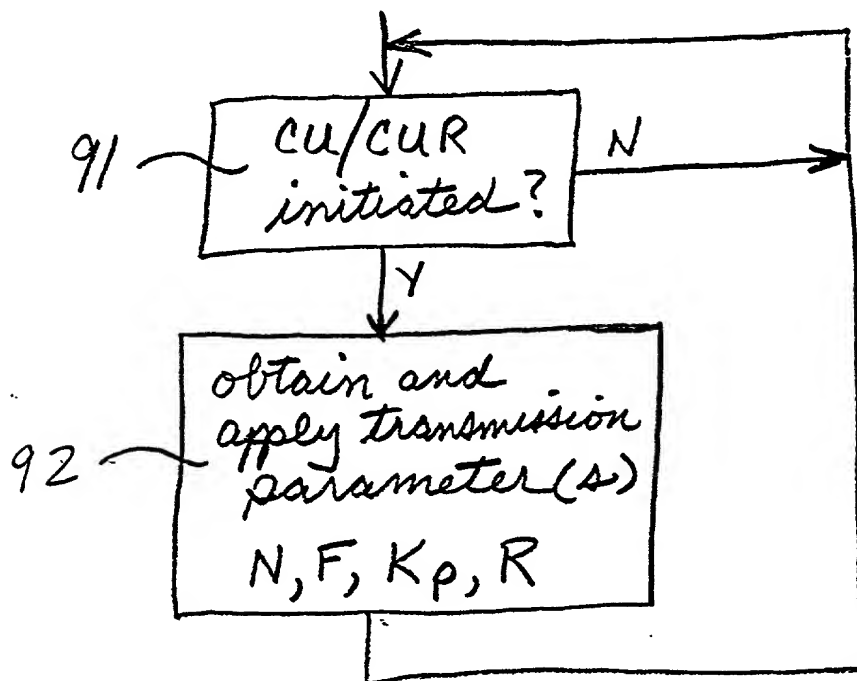 91
CU/CUR
initiated?
N
Y
92
obtain and
apply transmission
parameter(s)
N, F, Kp, R